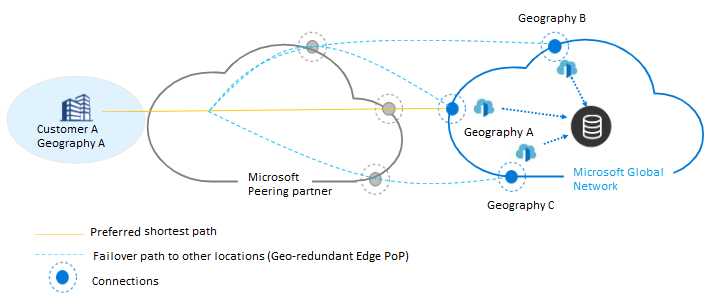 Geography B
Customer A
Geography A
Geography A
Microsoft
Peering partner
Microsoft Global
Network
Geography C
Preferred shortest path
Failover path to other locations (Geo-redundant Edge PoP)
Connections